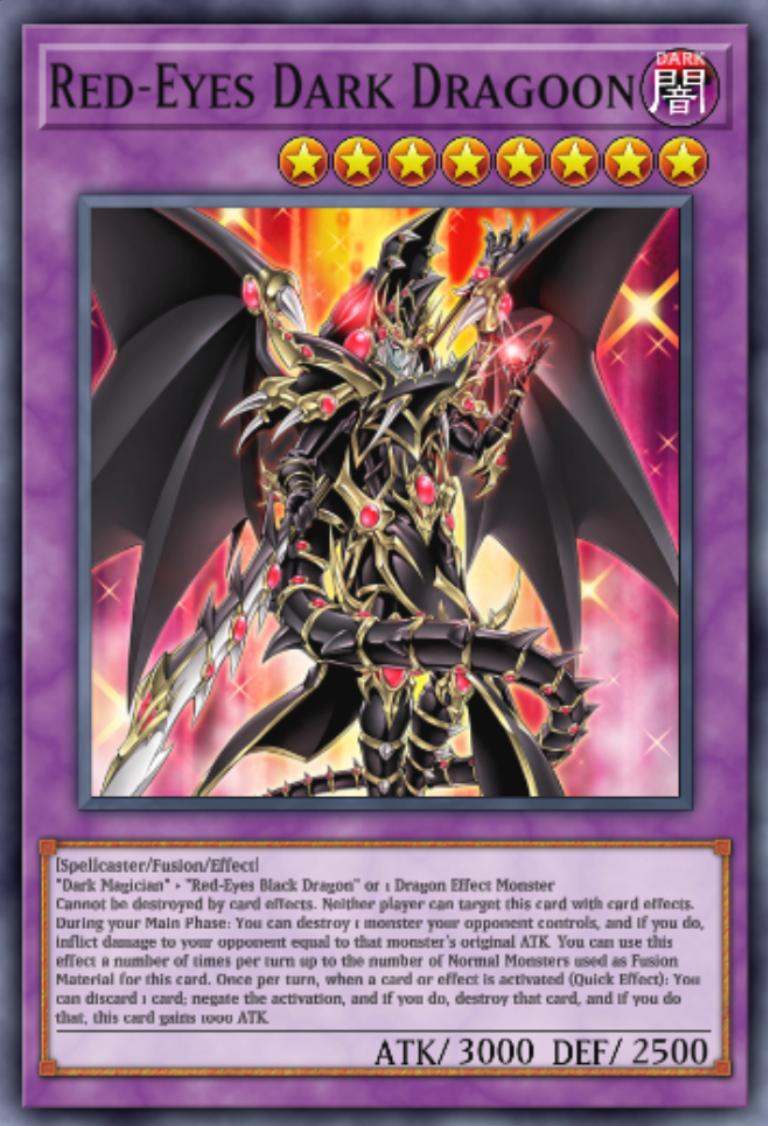 RED-EYES DARK DRAGOON
DARK
闇
[Spellcaster/Fusion/Effect]
"Dark Magician" + "Red-Eyes Black Dragon" or 1 Dragon Effect Monster
Cannot be destroyed by card effects. Neither player can target this card with card effects.
During your Main Phase: You can destroy 1 monster your opponent controls, and if you do,
inflict damage to your opponent equal to that monster's original ATK. You can use this
effect a number of times per turn up to the number of Normal Monsters used as Fusion
Material for this card. Once per turn, when a card or effect is activated (Quick Effect): You
can discard 1 card; negate the activation, and if you do, destroy that card, and if you do
that, this card gains 1000 ATK.
ATK/ 3000 DEF/ 2500